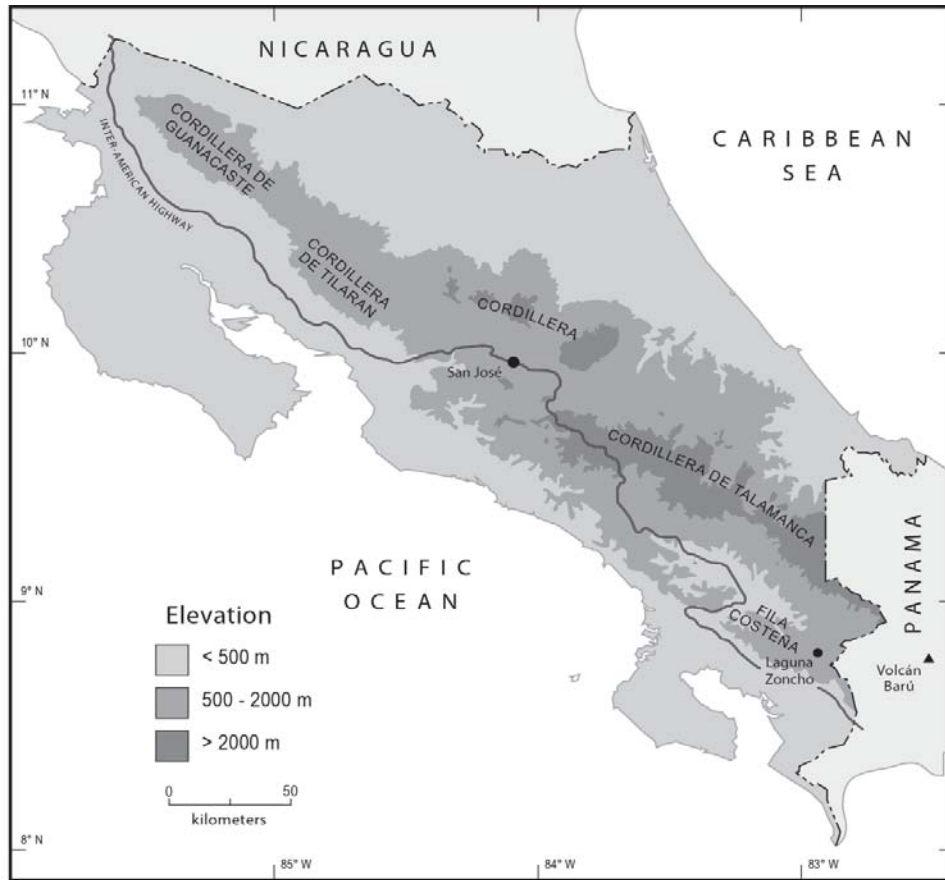 NICARAGUA
11° N
CARIBBEAN
SEA
CORDILLERA DE
GUANACASTE
INTER-AMERICAN HIGHWAY
CORDILLERA
DE TILARAN
CORDILLERA
10° N
San José
CORDILLERA DE TALAMANCA
PACIFIC
OCEAN
PANAMA
9° N
FILA
COSTEÑA
Laguna
Zoncho
Volcán
Barú
Elevation
< 500 m
500 - 2000 m
> 2000 m
0 50
kilometers
8° N
85° W
84° W
83° W